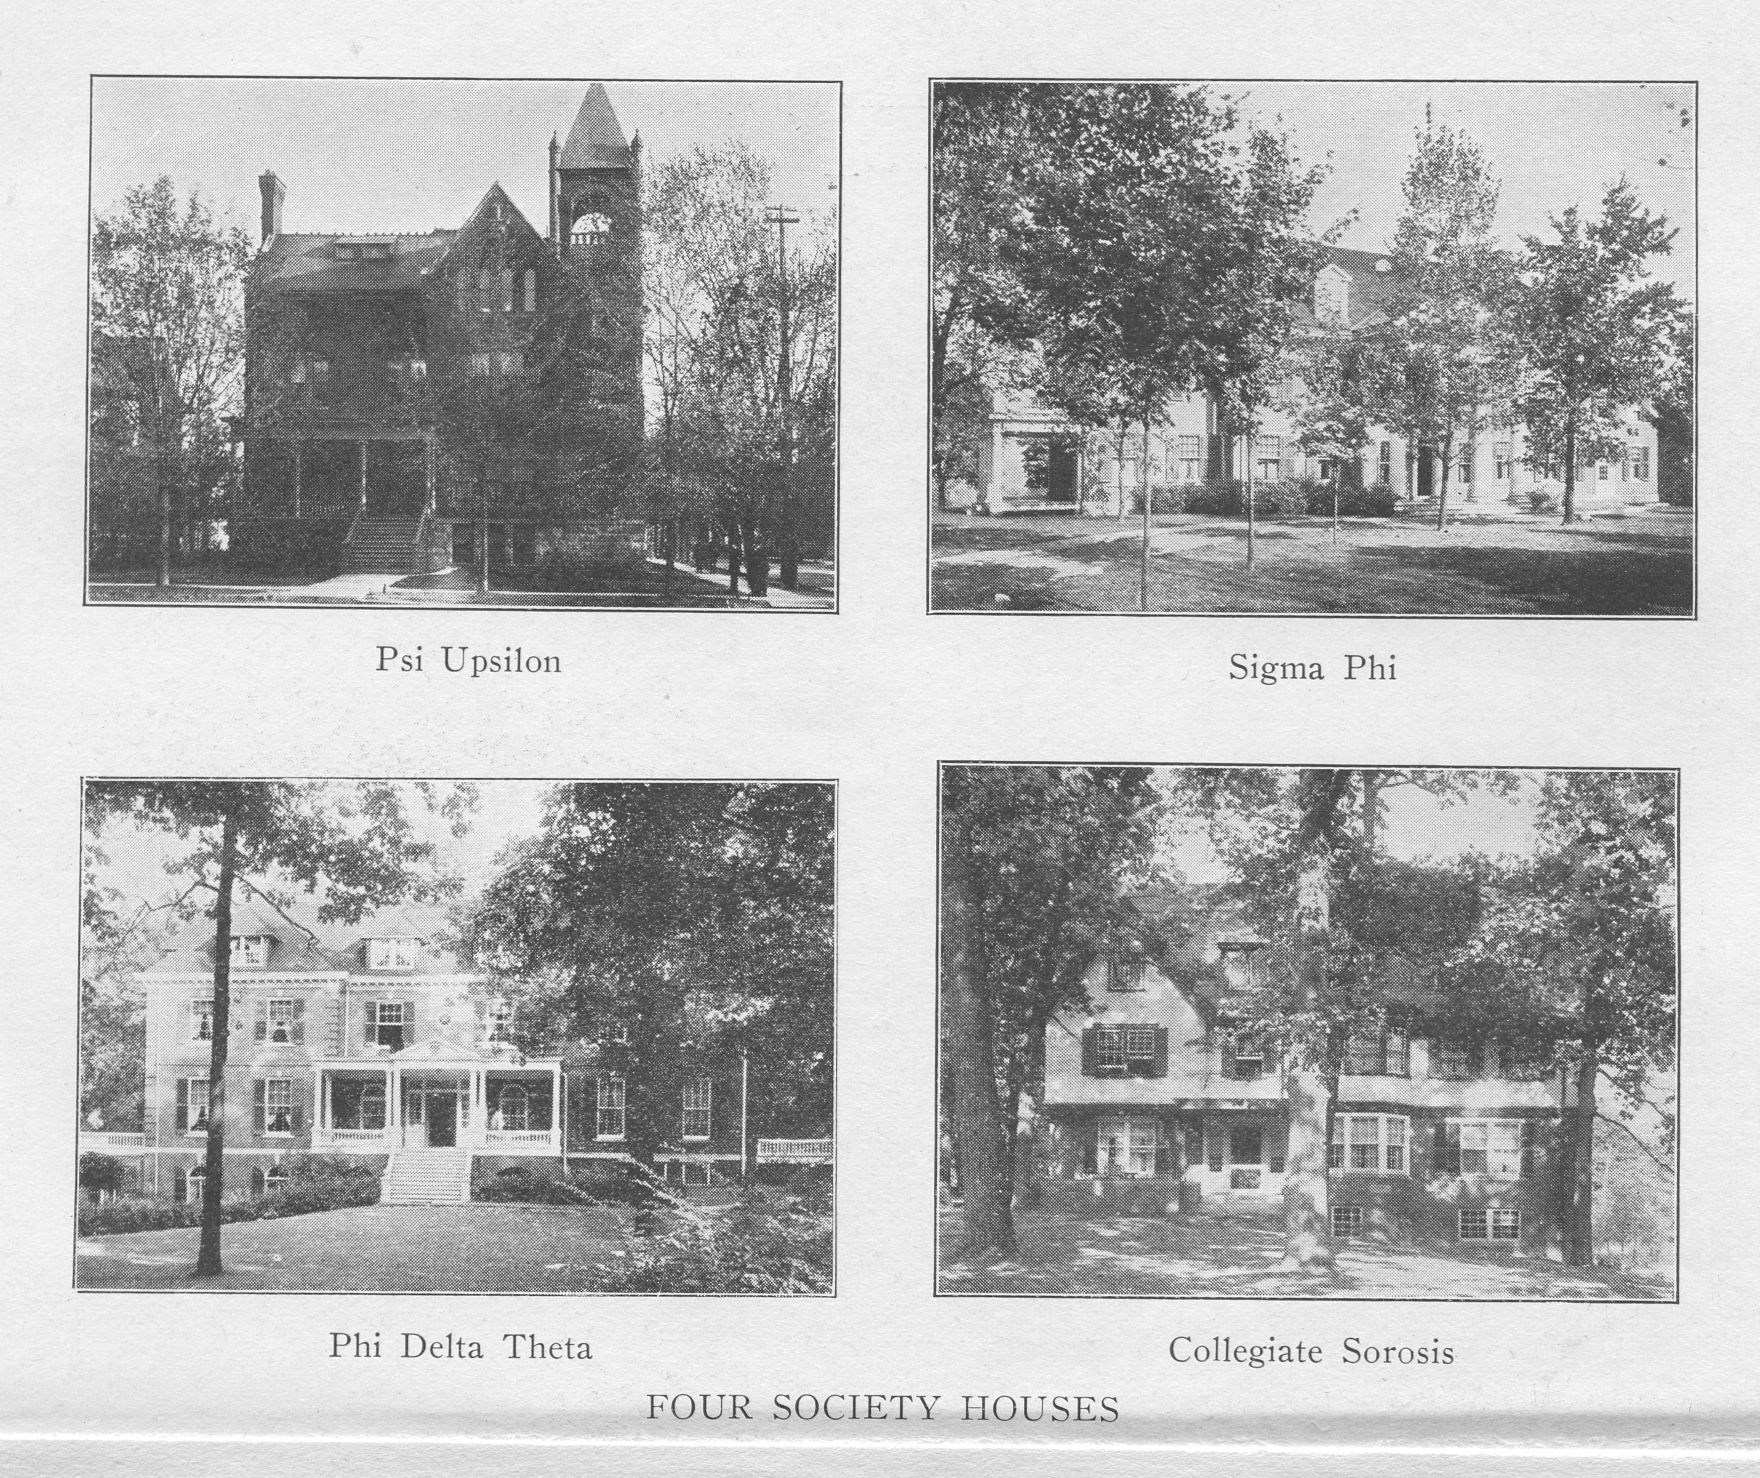 Psi Upsilon
Sigma Phi
Phi Delta Theta
Collegiate Sorosis
FOUR SOCIETY HOUSES